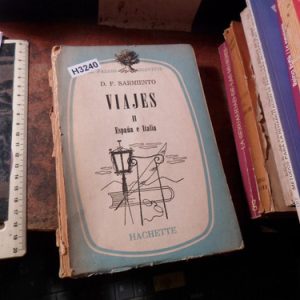 H3240
D. F. SARMIENTO
VIAJES
II
España e Italia
HACHETTE